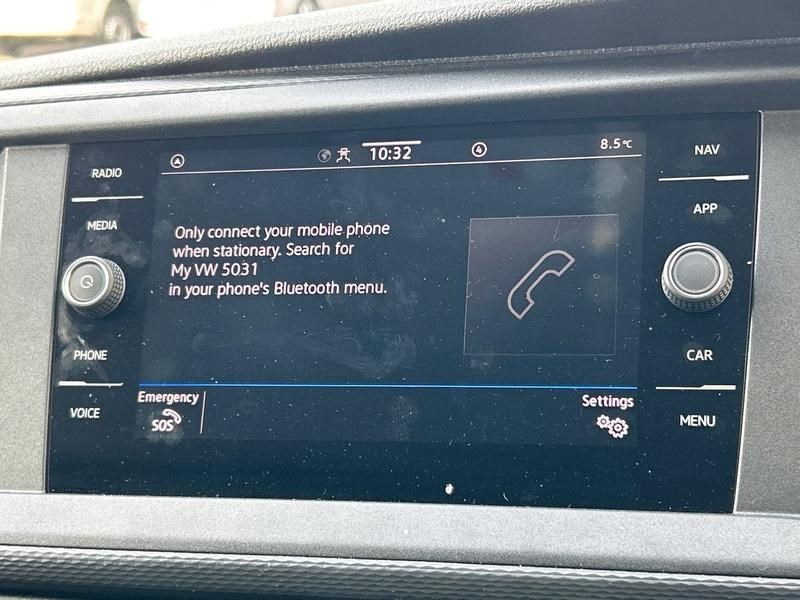 A
10:32
4
8.5°C
RADIO
MEDIA
PHONE
VOICE
Only connect your mobile phone
when stationary. Search for
My VW 5031
in your phone's Bluetooth menu.
Emergency
SOS
Settings
NAV
APP
CAR
MENU